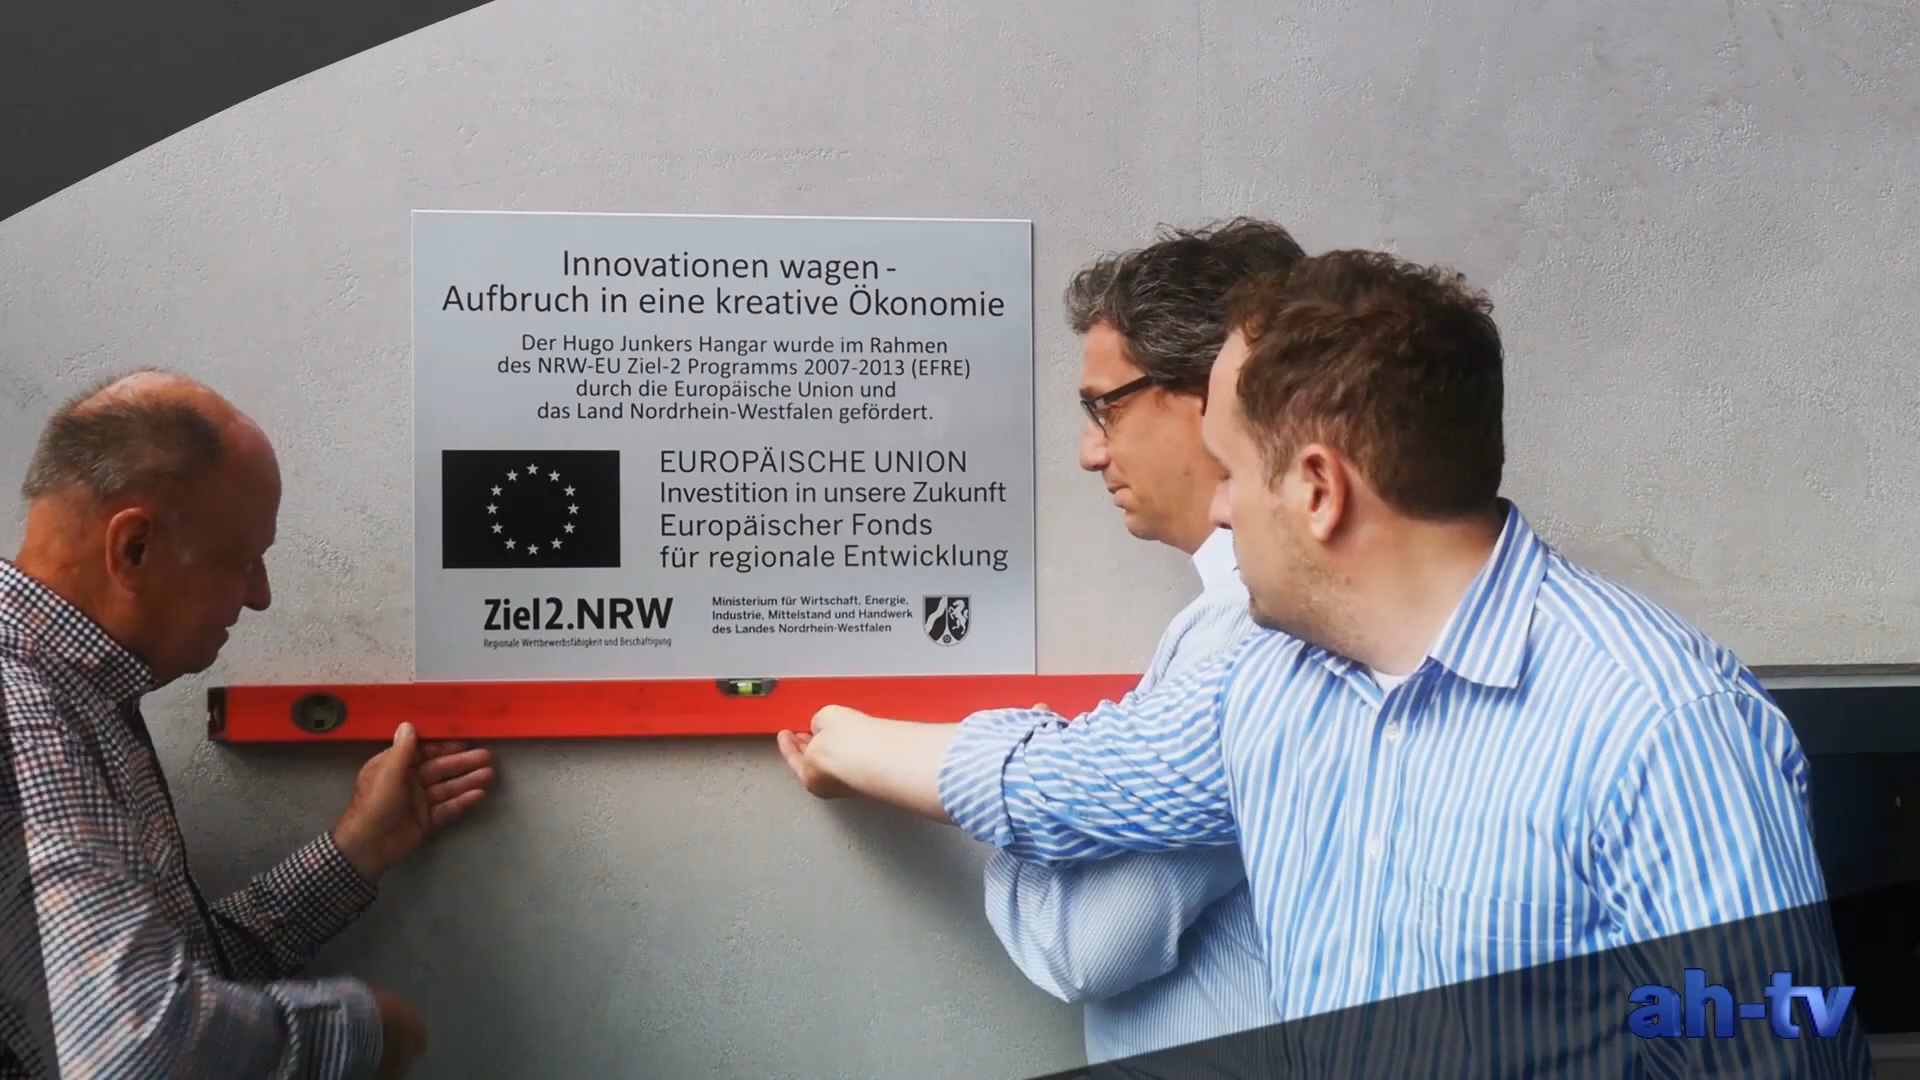 Innovationen wagen -
Aufbruch in eine kreative Ökonomie
Der Hugo Junkers Hangar wurde im Rahmen
des NRW-EU Ziel-2 Programms 2007-2013 (EFRE)
durch die Europäische Union und
das Land Nordrhein-Westfalen gefördert.
EUROPÄISCHE UNION
Investition in unsere Zukunft
Europäischer Fonds
für regionale Entwicklung
Ziel2.NRW
Regionale Wettbewerbsfähigkeit und Beschäftigung
Ministerium für Wirtschaft, Energie,
Industrie, Mittelstand und Handwerk
des Landes Nordrhein-Westfalen
ah-tv